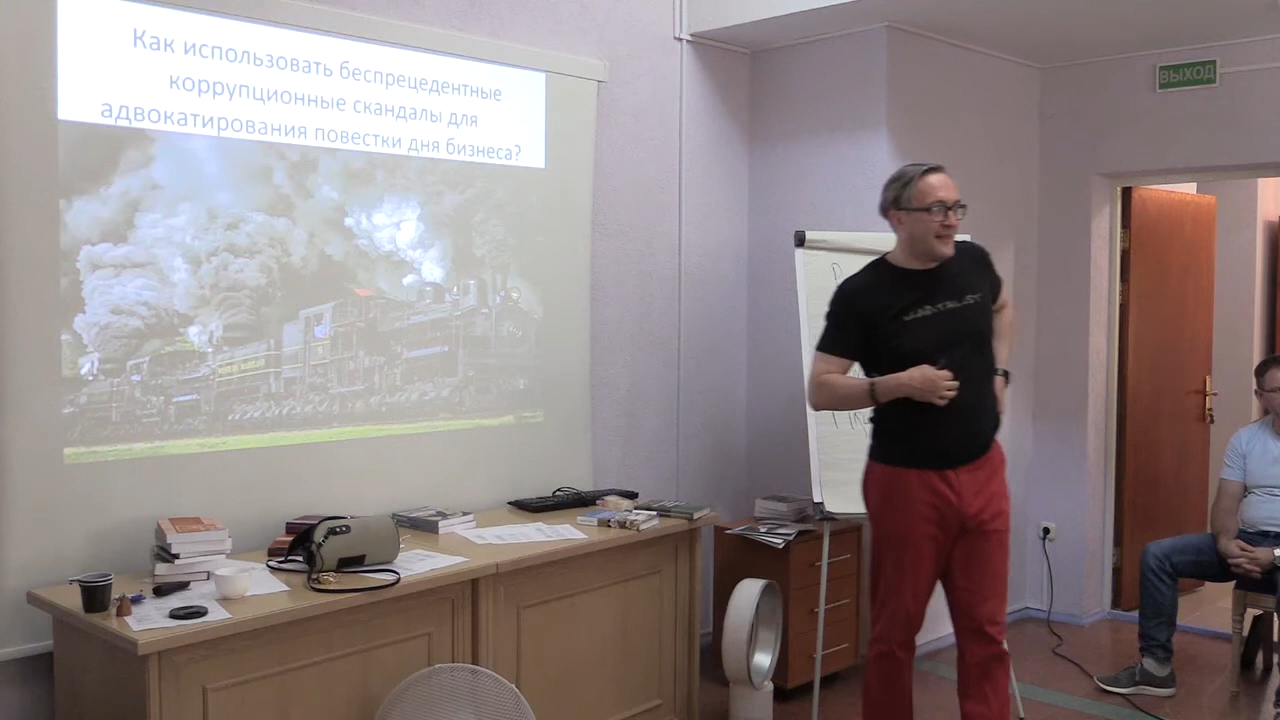 Как использовать беспрецедентные
коррупционные скандалы для
адвокатирования повестки дня бизнеса?
ВЫХОД